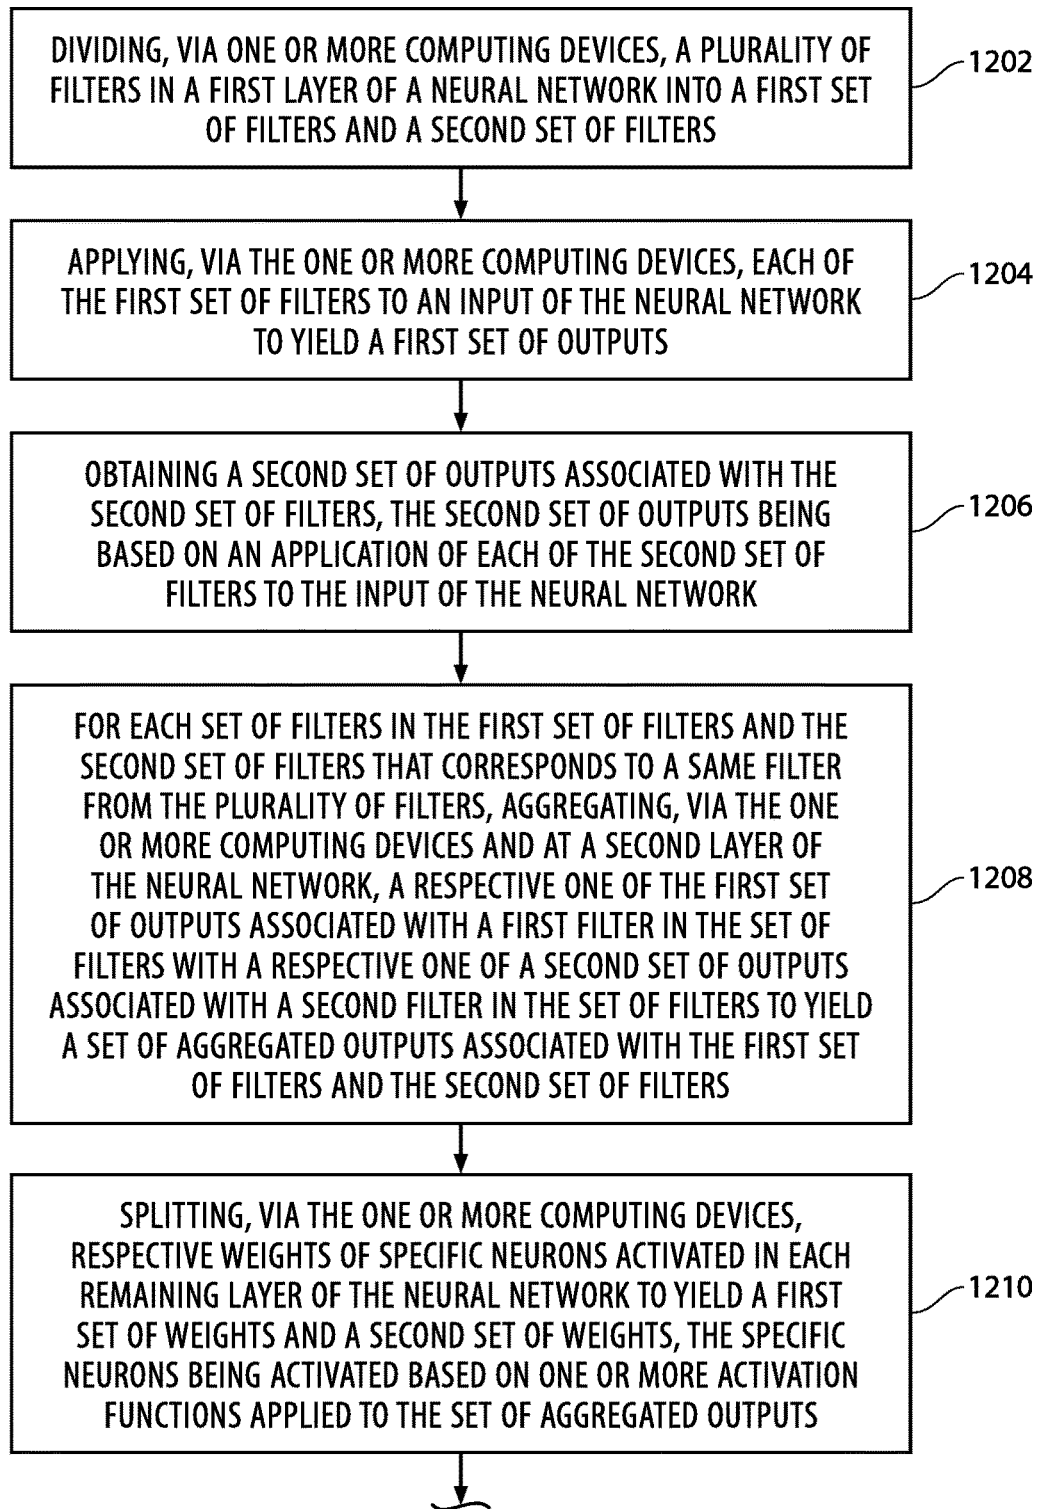 DIVIDING, VIA ONE OR MORE COMPUTING DEVICES, A PLURALITY OF
FILTERS IN A FIRST LAYER OF A NEURAL NETWORK INTO A FIRST SET
OF FILTERS AND A SECOND SET OF FILTERS
1202
APPLYING, VIA THE ONE OR MORE COMPUTING DEVICES, EACH OF
THE FIRST SET OF FILTERS TO AN INPUT OF THE NEURAL NETWORK
TO YIELD A FIRST SET OF OUTPUTS
1204
OBTAINING A SECOND SET OF OUTPUTS ASSOCIATED WITH THE
SECOND SET OF FILTERS, THE SECOND SET OF OUTPUTS BEING
BASED ON AN APPLICATION OF EACH OF THE SECOND SET OF
FILTERS TO THE INPUT OF THE NEURAL NETWORK
1206
FOR EACH SET OF FILTERS IN THE FIRST SET OF FILTERS AND THE
SECOND SET OF FILTERS THAT CORRESPONDS TO A SAME FILTER
FROM THE PLURALITY OF FILTERS, AGGREGATING, VIA THE ONE
OR MORE COMPUTING DEVICES AND AT A SECOND LAYER OF
THE NEURAL NETWORK, A RESPECTIVE ONE OF THE FIRST SET
OF OUTPUTS ASSOCIATED WITH A FIRST FILTER IN THE SET OF
FILTERS WITH A RESPECTIVE ONE OF A SECOND SET OF OUTPUTS
ASSOCIATED WITH A SECOND FILTER IN THE SET OF FILTERS TO YIELD
A SET OF AGGREGATED OUTPUTS ASSOCIATED WITH THE FIRST SET
OF FILTERS AND THE SECOND SET OF FILTERS
1208
SPLITTING, VIA THE ONE OR MORE COMPUTING DEVICES,
RESPECTIVE WEIGHTS OF SPECIFIC NEURONS ACTIVATED IN EACH
REMAINING LAYER OF THE NEURAL NETWORK TO YIELD A FIRST
SET OF WEIGHTS AND A SECOND SET OF WEIGHTS, THE SPECIFIC
NEURONS BEING ACTIVATED BASED ON ONE OR MORE ACTIVATION
FUNCTIONS APPLIED TO THE SET OF AGGREGATED OUTPUTS
1210